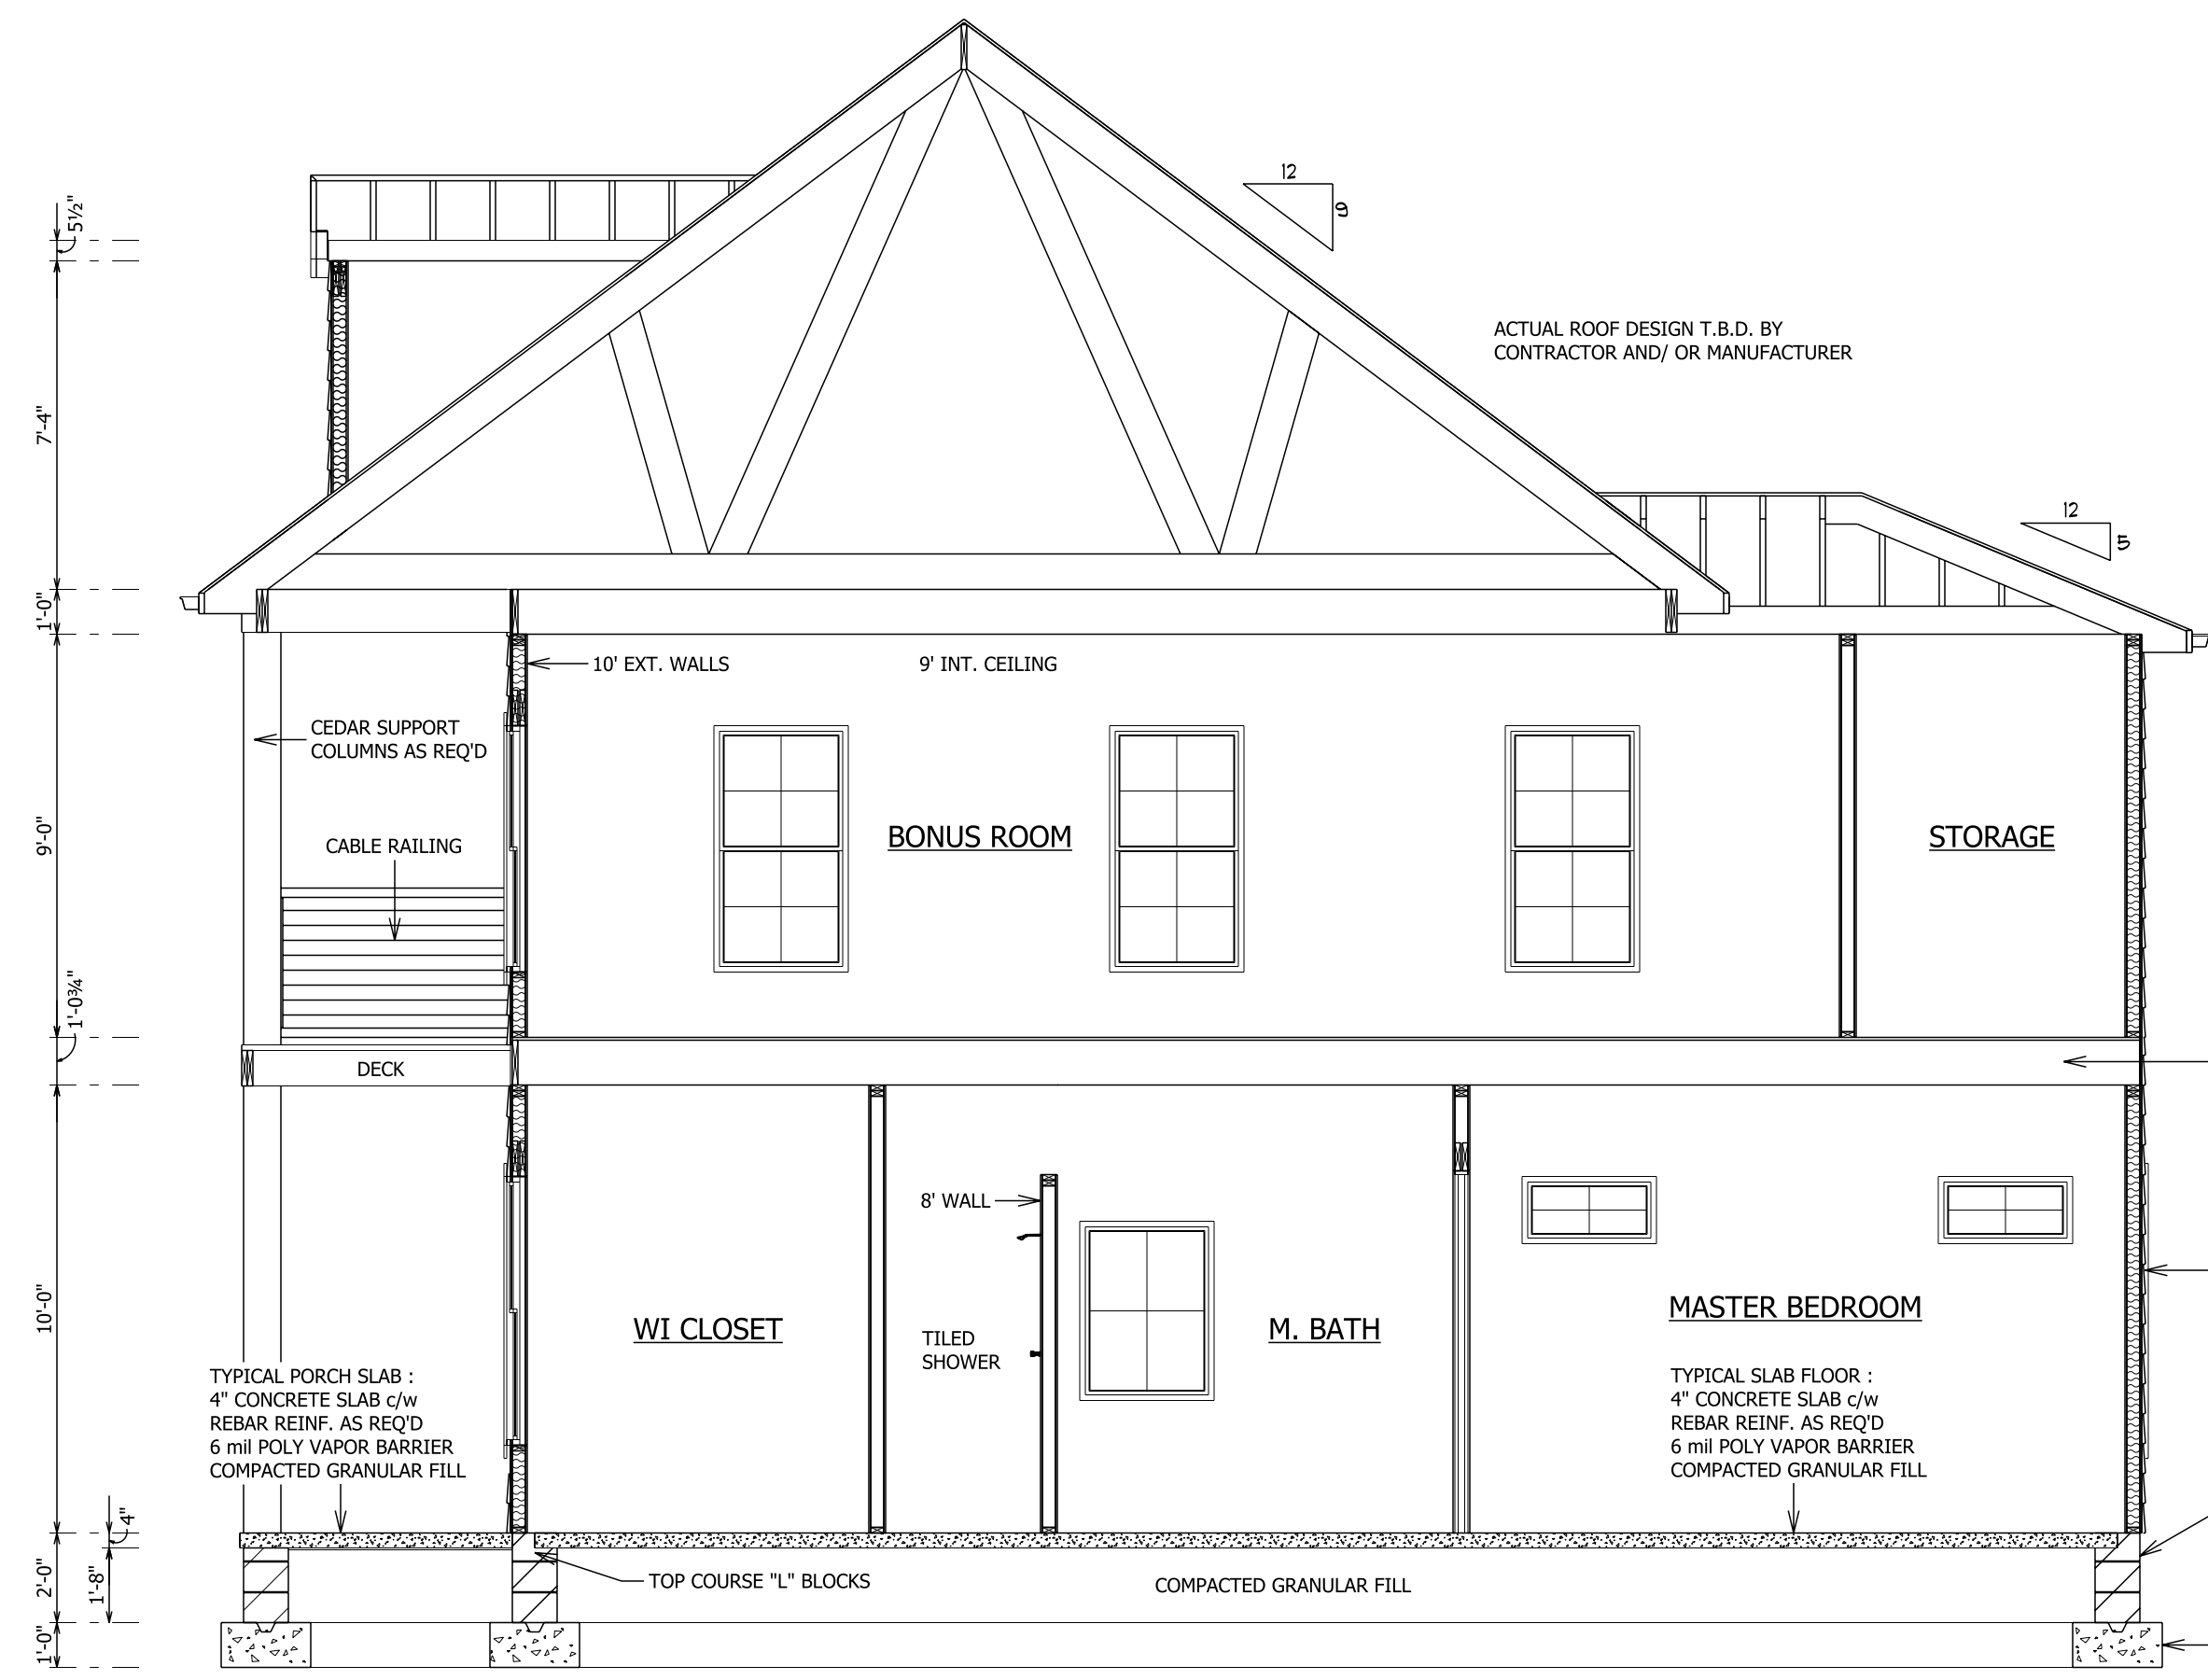 12
9
5½"
ACTUAL ROOF DESIGN T.B.D. BY
CONTRACTOR AND/ OR MANUFACTURER
7'-4"
12
5
1'-0"
10' EXT. WALLS
9' INT. CEILING
CEDAR SUPPORT
COLUMNS AS REQ'D
9'-0"
CABLE RAILING
BONUS ROOM
STORAGE
1'-0¾"
DECK
8' WALL
10'-0"
WI CLOSET
TILED
SHOWER
M. BATH
MASTER BEDROOM
TYPICAL PORCH SLAB :
4" CONCRETE SLAB c/w
REBAR REINF. AS REQ'D
6 mil POLY VAPOR BARRIER
COMPACTED GRANULAR FILL
TYPICAL SLAB FLOOR :
4" CONCRETE SLAB c/w
REBAR REINF. AS REQ'D
6 mil POLY VAPOR BARRIER
COMPACTED GRANULAR FILL
4"
2'-0"
1'-8"
TOP COURSE "L" BLOCKS
COMPACTED GRANULAR FILL
1'-0"